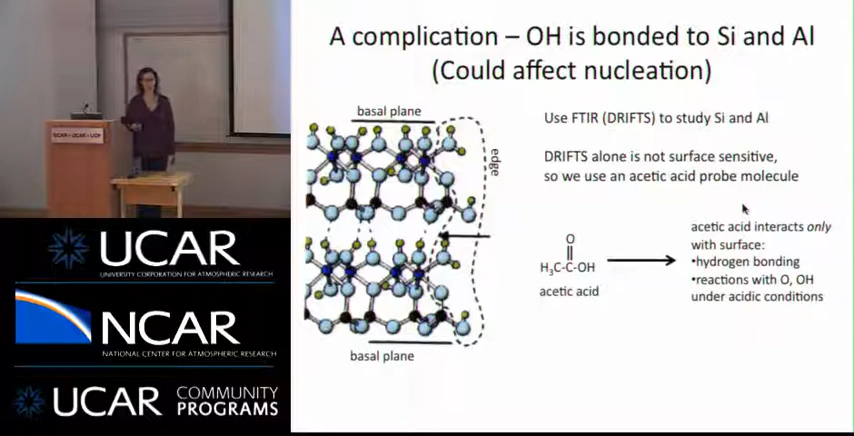 A complication – OH is bonded to Si and Al
(Could affect nucleation)
basal plane
edge
basal plane
Use FTIR (DRIFTS) to study Si and Al
DRIFTS alone is not surface sensitive,
so we use an acetic acid probe molecule
O
H3C-C-OH
acetic acid
acetic acid interacts only
with surface:
•hydrogen bonding
•reactions with O, OH
under acidic conditions
UCAR
UNIVERSITY CORPORATION FOR ATMOSPHERIC RESEARCH
NCAR
NATIONAL CENTER FOR ATMOSPHERIC RESEARCH
UCAR COMMUNITY
PROGRAMS